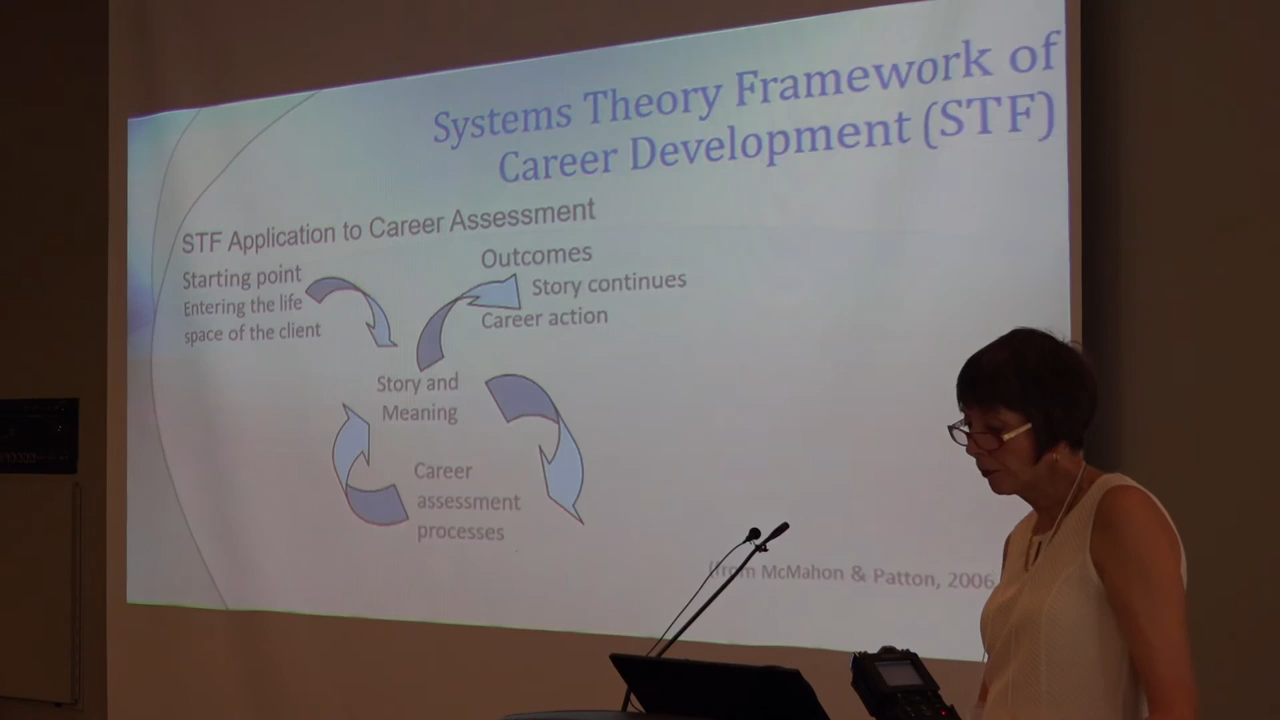 Systems Theory Framework of
Career Development (STF)
STF Application to Career Assessment
Starting point
Entering the life
space of the client
Outcomes
Story continues
Career action
Story and
Meaning
Career
assessment
processes
(from McMahon & Patton, 2006